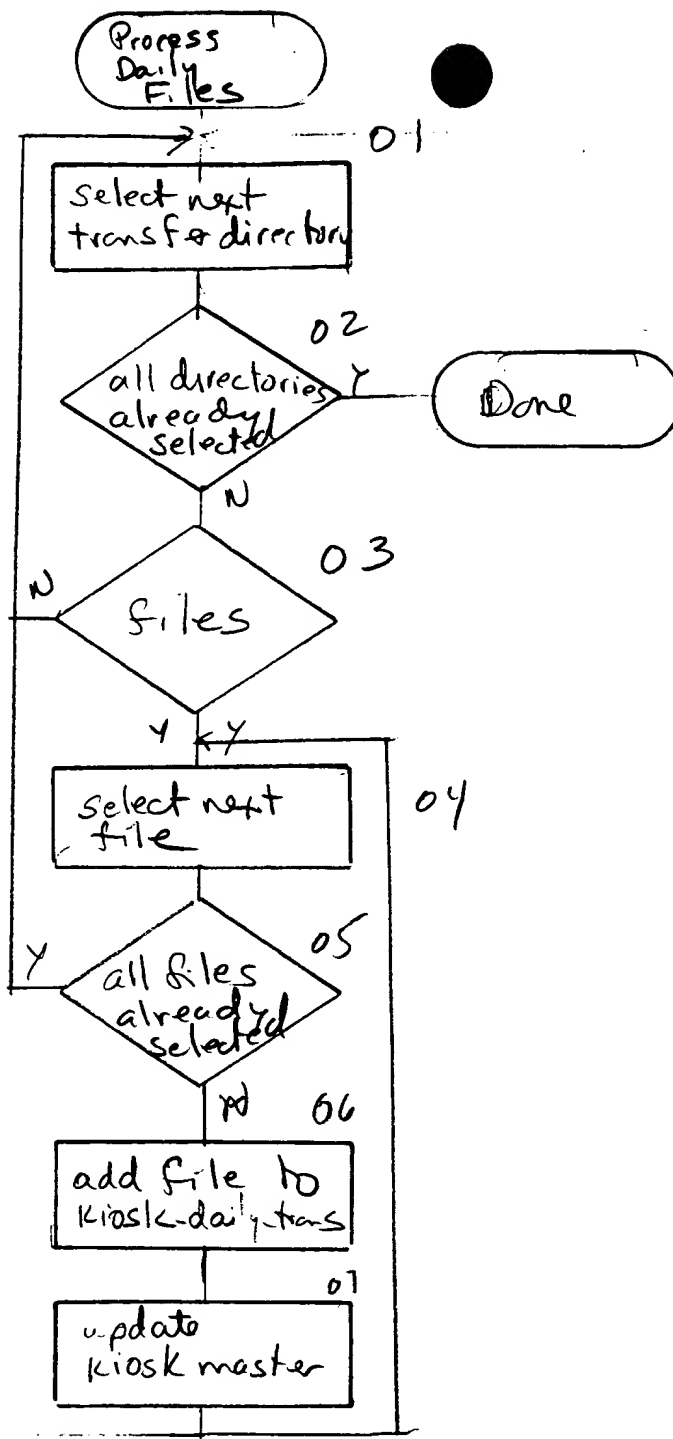 Process
Daily
Files
01
select next
transfer directory
02
all directories
already
selected
Y
Done
N
03
N
files
Y
Y
select next
file
04
05
Y
all files
already
selected
N
06
add file to
kiosk-daily-trans
07
update
kiosk master